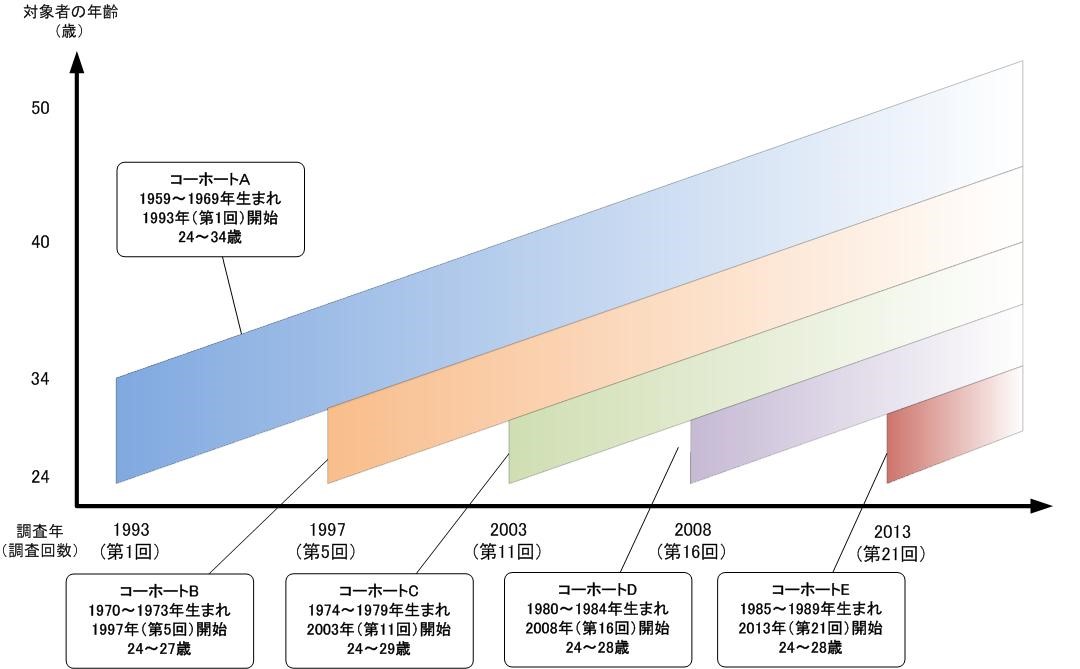 対象者の年齢
（歳）
50
コーホートA
1959～1969年生まれ
1993年（第1回）開始
24～34歳
40
34
24
調査年
（調査回数）
1993
（第1回）
1997
（第5回）
2003
（第11回）
2008
（第16回）
2013
（第21回）
コーホートB
1970～1973年生まれ
1997年（第5回）開始
24～27歳
コーホートC
1974～1979年生まれ
2003年（第11回）開始
24～29歳
コーホートD
1980～1984年生まれ
2008年（第16回）開始
24～28歳
コーホートE
1985～1989年生まれ
2013年（第21回）開始
24～28歳